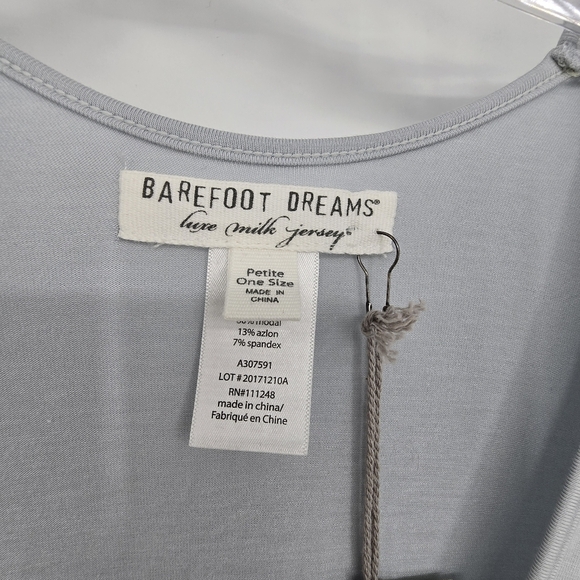 BAREFOOT DREAMS®
luxe milk jersey®
Petite
One Size
MADE IN
CHINA
modal
13% azlon
7% spandex
A307591
LOT # 20171210A
RN#111248
made in china/
Fabriqué en Chine